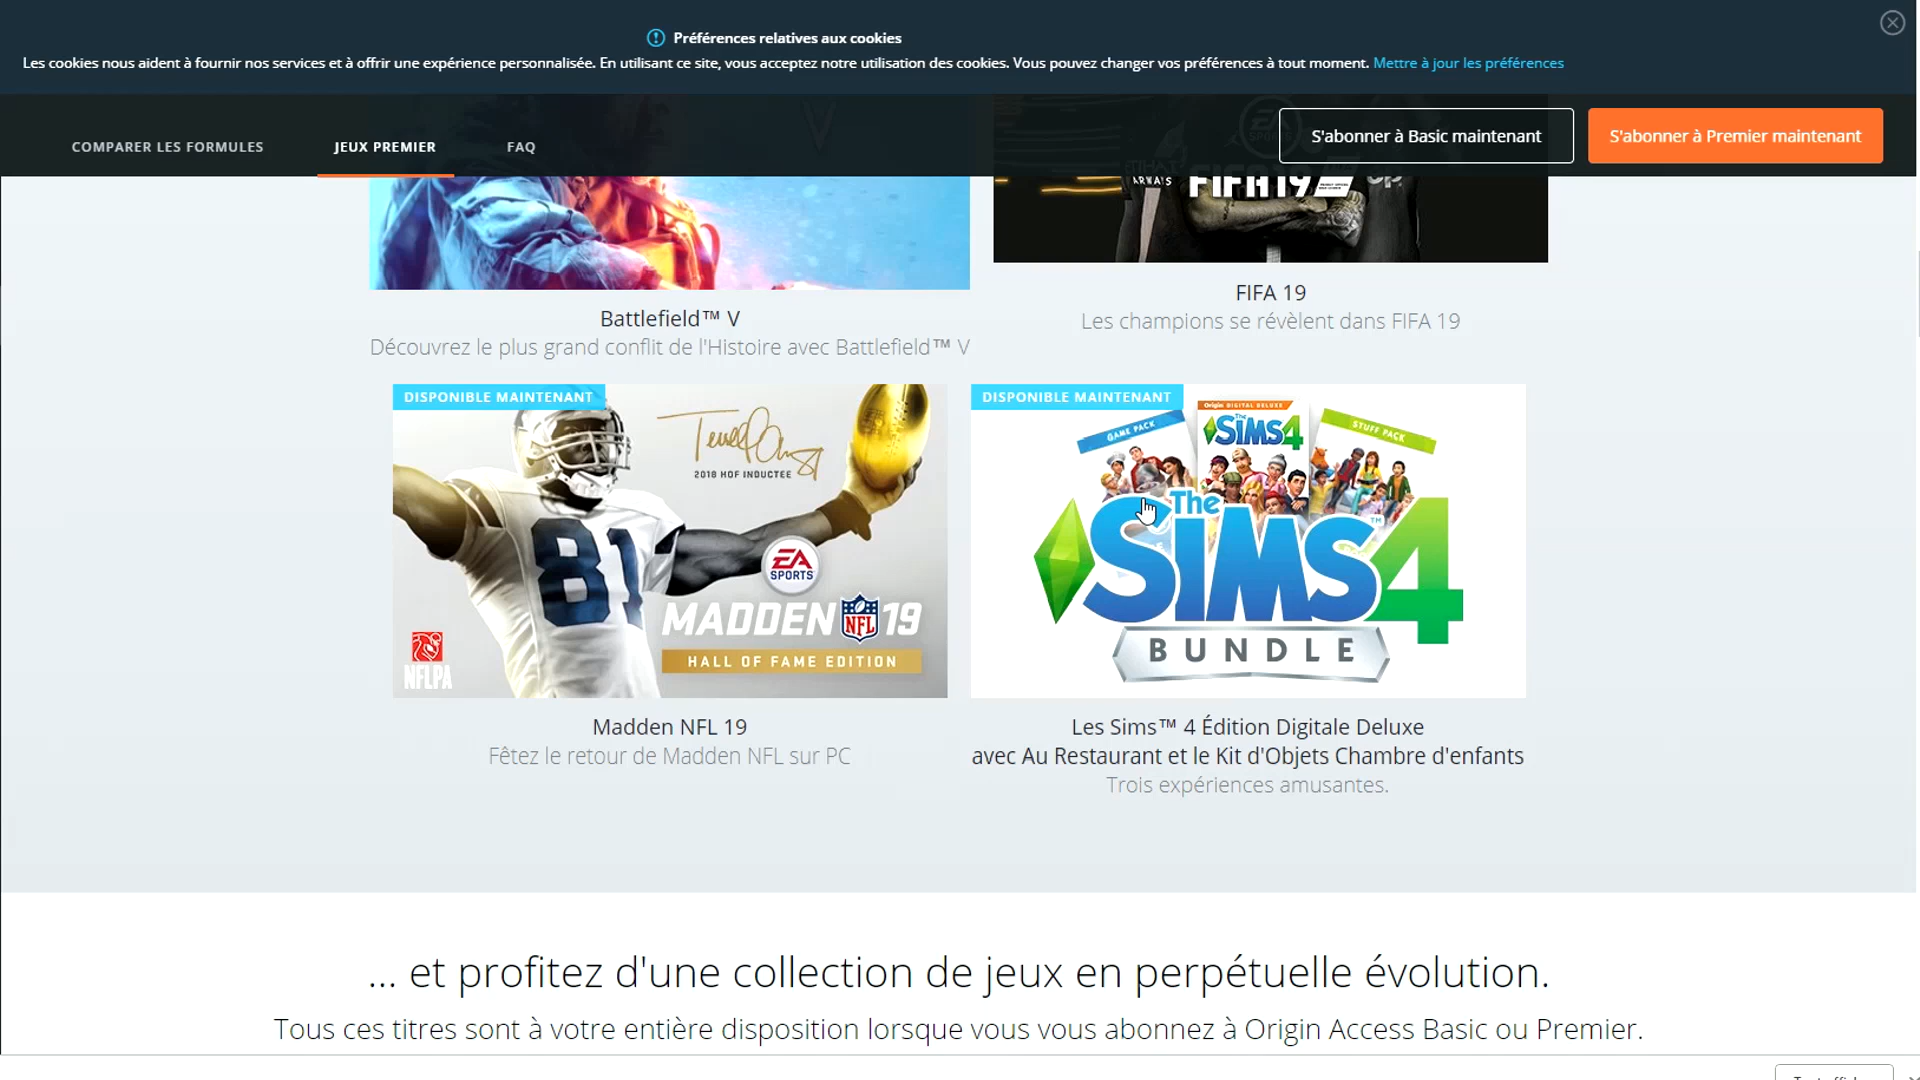 Préférences relatives aux cookies
Les cookies nous aident à fournir nos services et à offrir une expérience personnalisée. En utilisant ce site, vous acceptez notre utilisation des cookies. Vous pouvez changer vos préférences à tout moment. Mettre à jour les préférences
COMPARER LES FORMULES
JEUX PREMIER
FAQ
S'abonner à Basic maintenant
S'abonner à Premier maintenant
FIFA 19
Battlefield™ V
Découvrez le plus grand conflit de l'Histoire avec Battlefield™ V
FIFA 19
Les champions se révèlent dans FIFA 19
DISPONIBLE MAINTENANT
2018 HOF INDUCTEE
81
EA
SPORTS
MADDEN NFL 19
HALL OF FAME EDITION
NFLPA
DISPONIBLE MAINTENANT
Origin DIGITAL DELUXE
GAME PACK
The SIMS 4
STUFF PACK
The
SIMS 4
BUNDLE
Madden NFL 19
Fêtez le retour de Madden NFL sur PC
Les Sims™ 4 Édition Digitale Deluxe
avec Au Restaurant et le Kit d'Objets Chambre d'enfants
Trois expériences amusantes.
... et profitez d'une collection de jeux en perpétuelle évolution.
Tous ces titres sont à votre entière disposition lorsque vous vous abonnez à Origin Access Basic ou Premier.